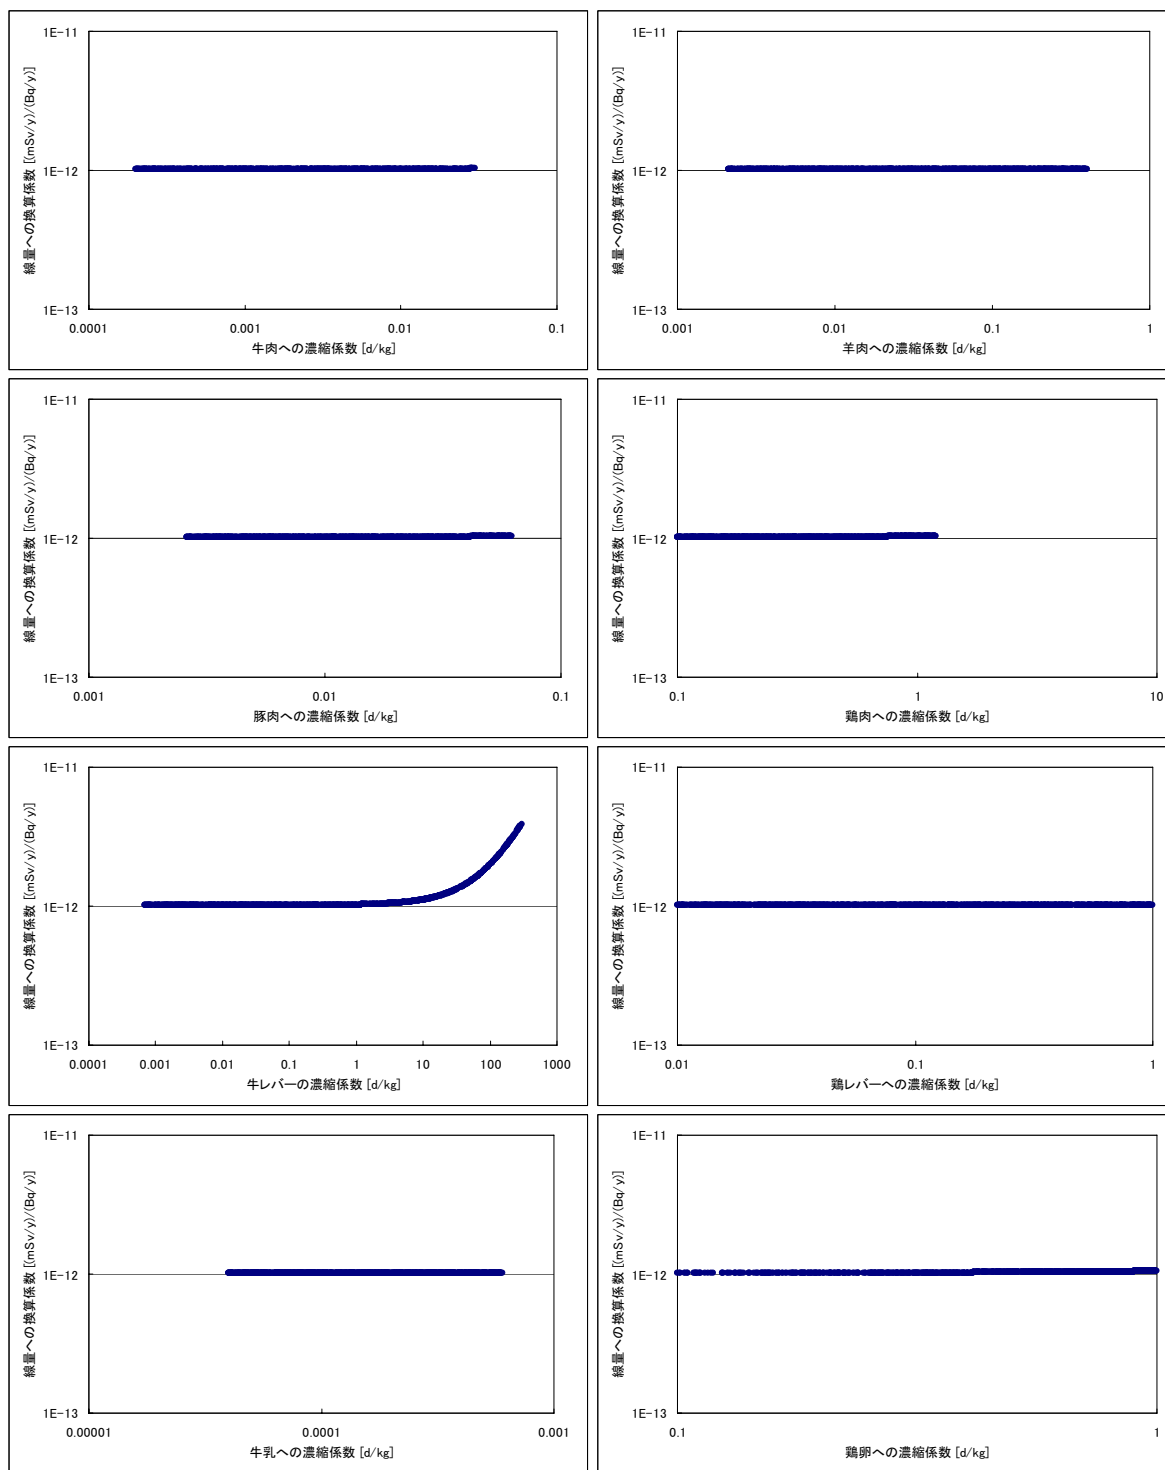 1E-11
1E-12
1E-13
線量への換算係数 [(mSv/y)/(Bq/y)]
0.0001 0.001 0.01 0.1
牛肉への濃縮係数 [d/kg]
1E-11
1E-12
1E-13
線量への換算係数 [(mSv/y)/(Bq/y)]
0.001 0.01 0.1 1
羊肉への濃縮係数 [d/kg]
1E-11
1E-12
1E-13
線量への換算係数 [(mSv/y)/(Bq/y)]
0.001 0.01 0.1
豚肉への濃縮係数 [d/kg]
1E-11
1E-12
1E-13
線量への換算係数 [(mSv/y)/(Bq/y)]
0.1 1 10
鶏肉への濃縮係数 [d/kg]
1E-11
1E-12
1E-13
線量への換算係数 [(mSv/y)/(Bq/y)]
0.0001 0.001 0.01 0.1 1 10 100 1000
牛レバーの濃縮係数 [d/kg]
1E-11
1E-12
1E-13
線量への換算係数 [(mSv/y)/(Bq/y)]
0.01 0.1 1
鶏レバーへの濃縮係数 [d/kg]
1E-11
1E-12
1E-13
線量への換算係数 [(mSv/y)/(Bq/y)]
0.00001 0.0001 0.001
牛乳への濃縮係数 [d/kg]
1E-11
1E-12
1E-13
線量への換算係数 [(mSv/y)/(Bq/y)]
0.1 1
鶏卵への濃縮係数 [d/kg]